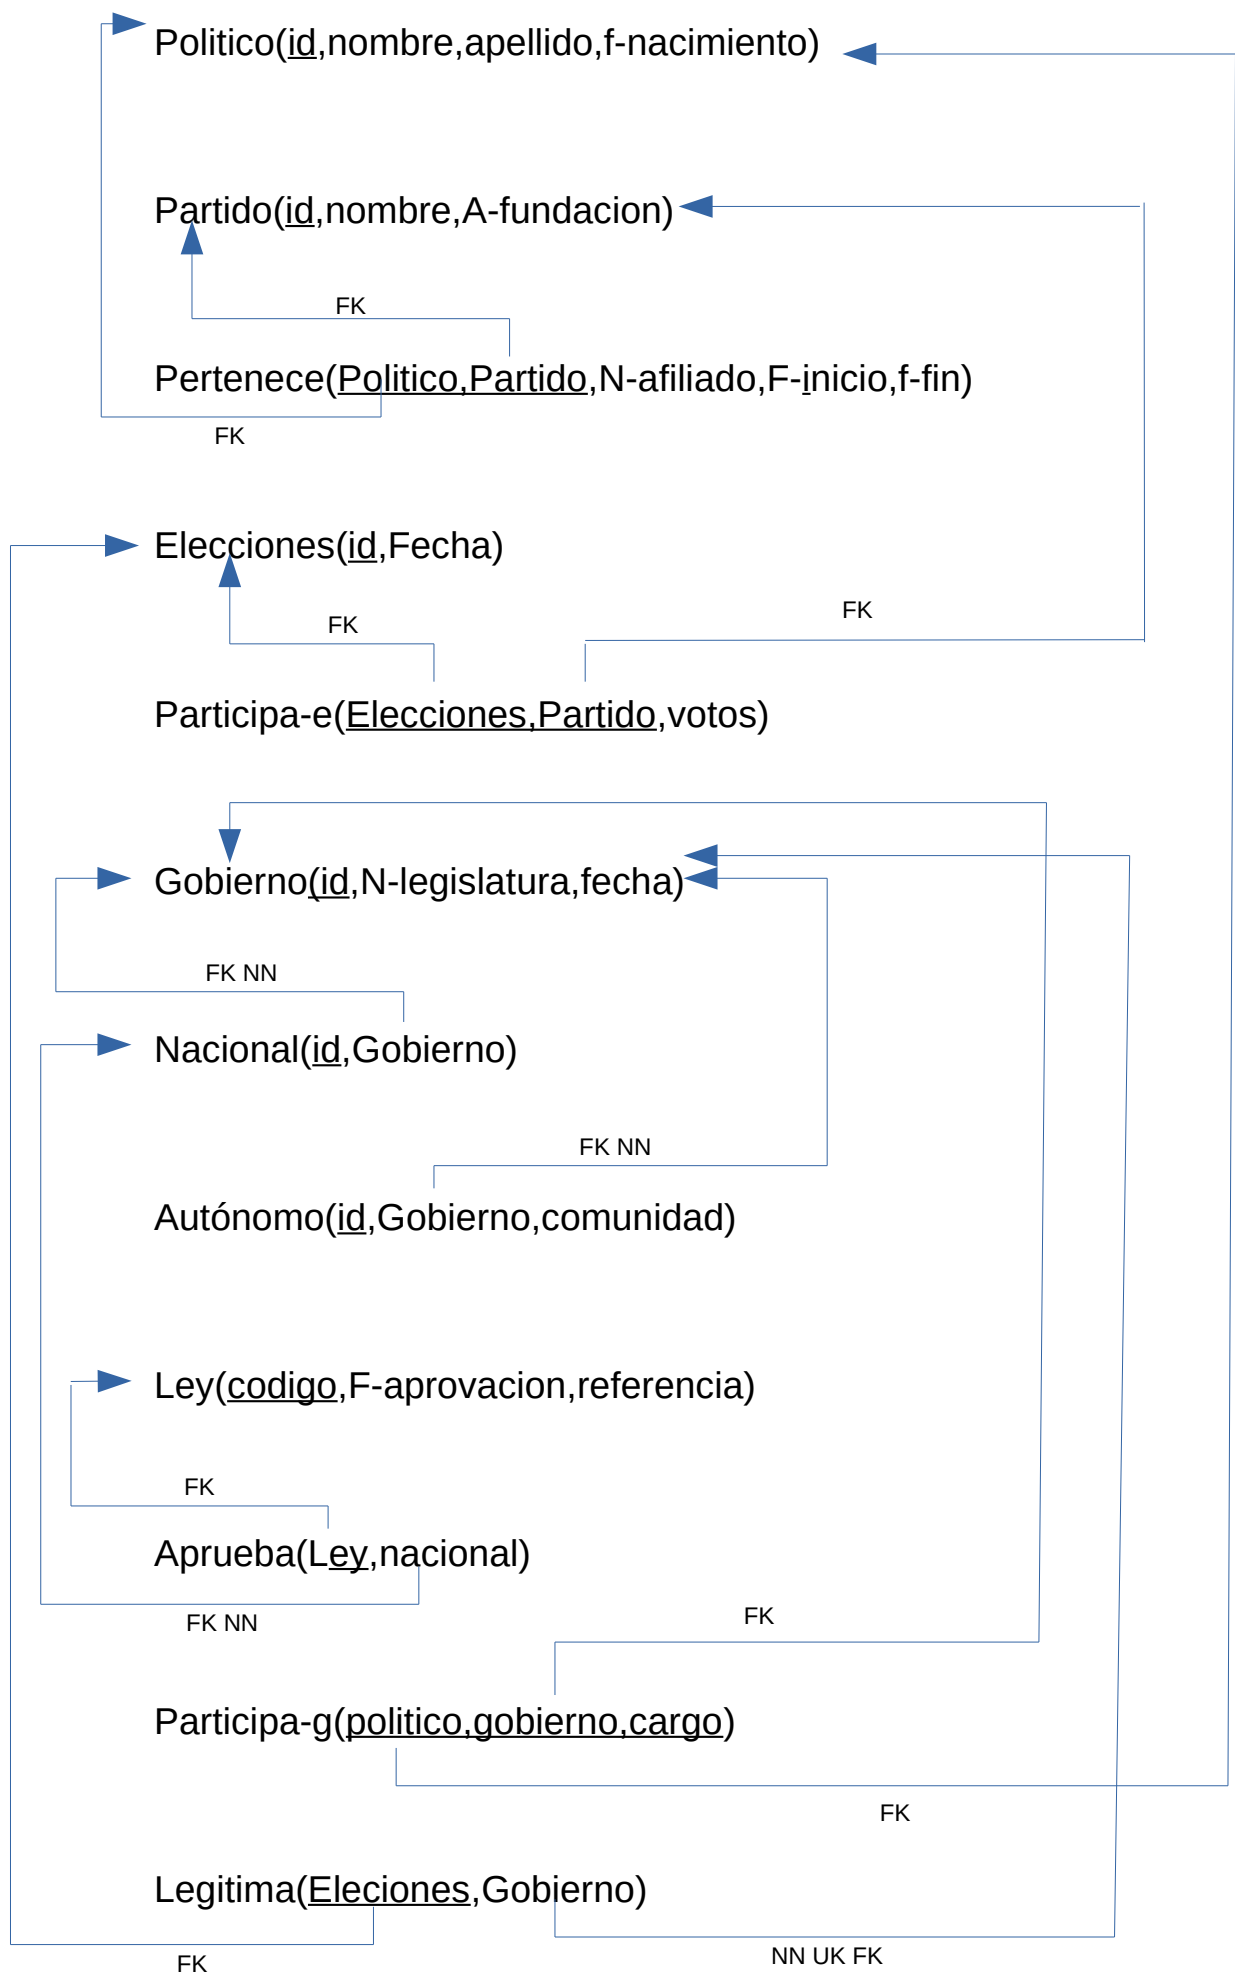 Politico(id,nombre,apellido,f-nacimiento)
Partido(id,nombre,A-fundacion)
FK
Pertenece(Politico,Partido,N-afiliado,F-inicio,f-fin)
FK
Elecciones(id,Fecha)
FK
FK
Participa-e(Elecciones,Partido,votos)
Gobierno(id,N-legislatura,fecha)
FK NN
Nacional(id,Gobierno)
FK NN
Autónomo(id,Gobierno,comunidad)
Ley(codigo,F-aprovacion,referencia)
FK
Aprueba(Ley,nacional)
FK NN
FK
Participa-g(politico,gobierno,cargo)
FK
Legitima(Eleciones,Gobierno)
NN UK FK
FK